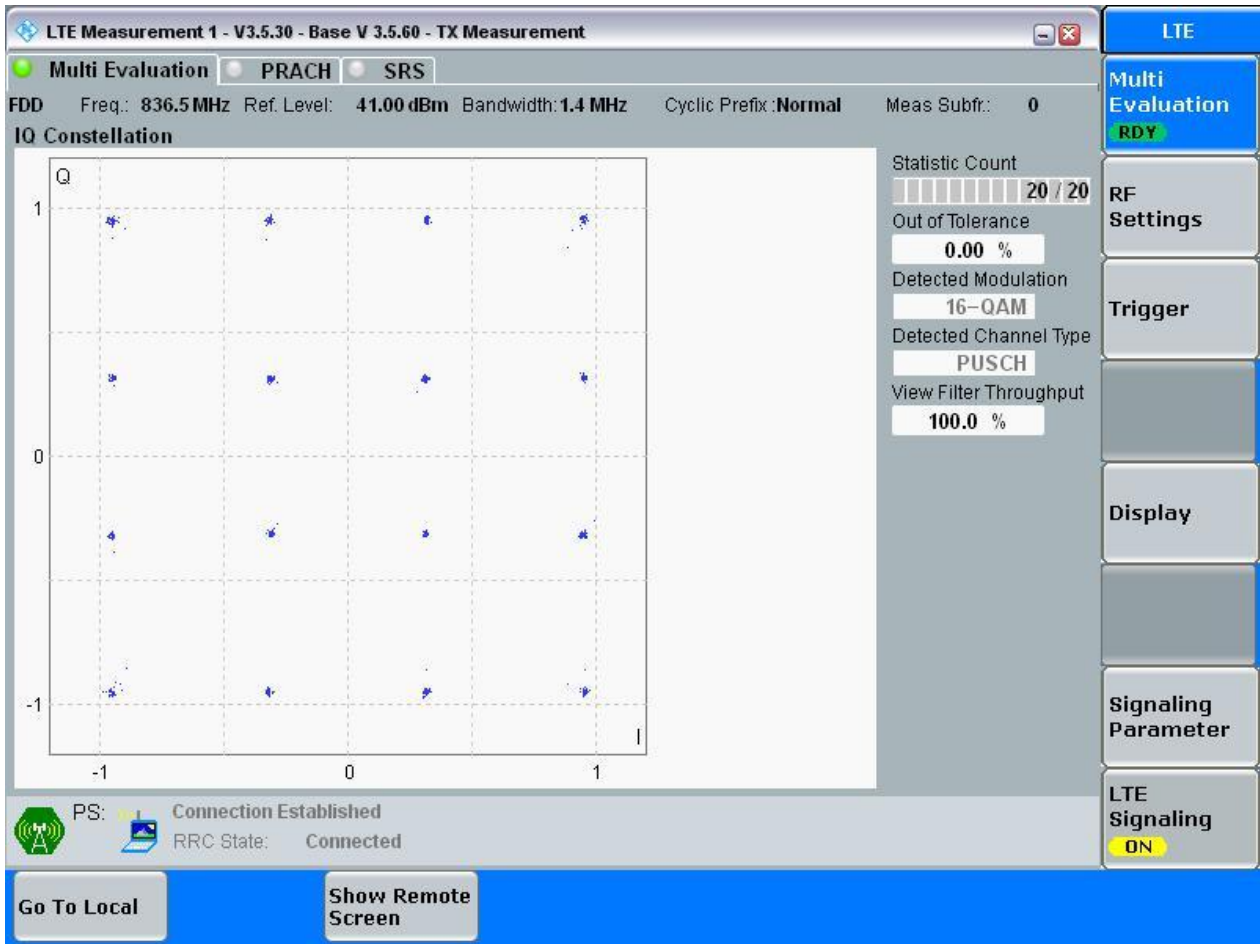 LTE Measurement 1 - V3.5.30 - Base V 3.5.60 - TX Measurement
LTE
Multi Evaluation PRACH SRS
FDD Freq.: 836.5 MHz Ref. Level: 41.00 dBm Bandwidth: 1.4 MHz Cyclic Prefix :Normal Meas Subfr.: 0
IQ Constellation
Q
1
0
-1
-1 0 1
I
Statistic Count
20 / 20
Out of Tolerance
0.00 %
Detected Modulation
16-QAM
Detected Channel Type
PUSCH
View Filter Throughput
100.0 %
Multi
Evaluation
RDY
RF
Settings
Trigger
Display
Signaling
Parameter
LTE
Signaling
ON
PS: Connection Established
RRC State: Connected
Go To Local
Show Remote
Screen